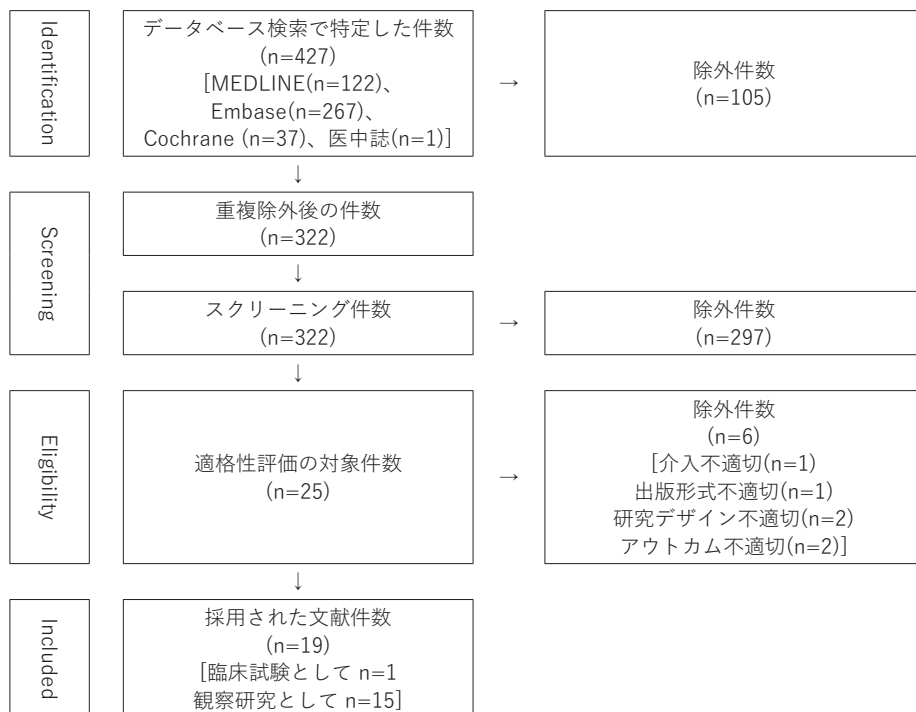 Identification
データベース検索で特定した件数
(n=427)
[MEDLINE(n=122)、
Embase(n=267)、
Cochrane (n=37)、医中誌(n=1)]
→
除外件数
(n=105)
↓
Screening
重複除外後の件数
(n=322)
↓
スクリーニング件数
(n=322)
→
除外件数
(n=297)
↓
Eligibility
適格性評価の対象件数
(n=25)
→
除外件数
(n=6)
[介入不適切(n=1)
出版形式不適切(n=1)
研究デザイン不適切(n=2)
アウトカム不適切(n=2)]
↓
Included
採用された文献件数
(n=19)
[臨床試験として n=1
観察研究として n=15]